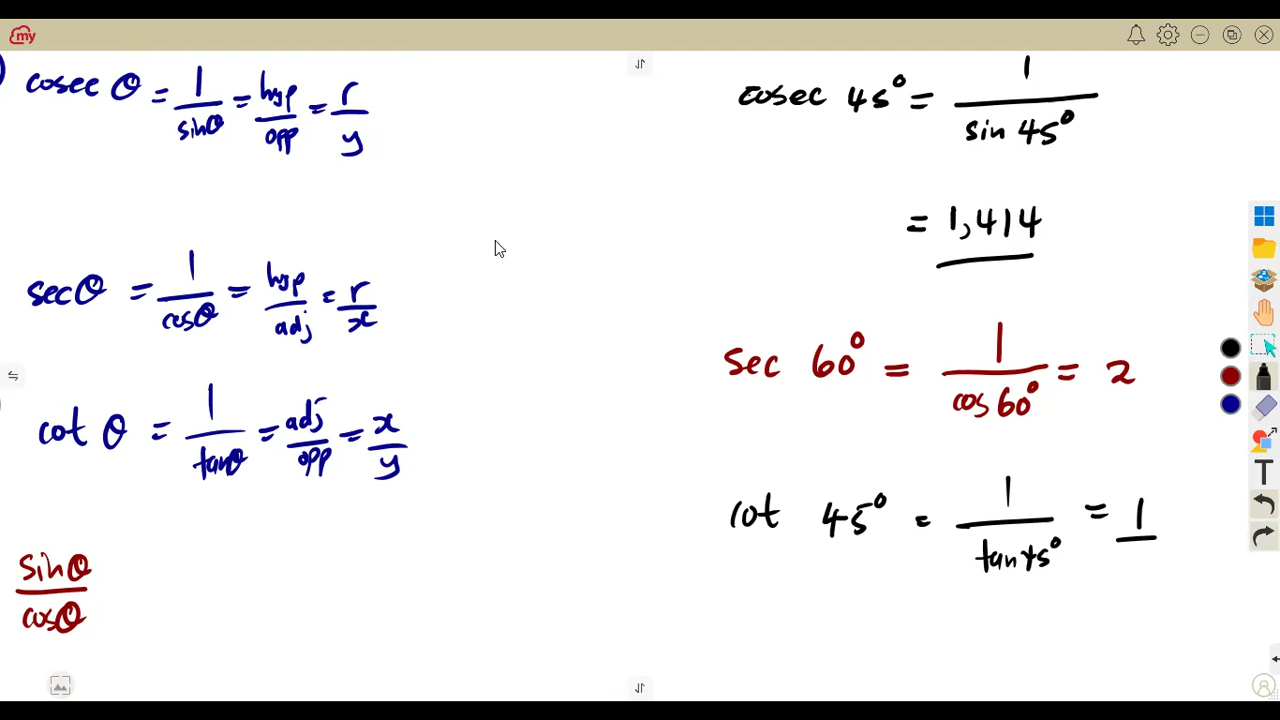 my
cosec θ = 1/sinθ = hyp/opp = r/y
secθ = 1/cosθ = hyp/adj = r/x
cot θ = 1/tanθ = adj/opp = x/y
sinθ/cosθ
cosec 45° = 1/sin 45°
= 1,414
sec 60° = 1/cos 60° = 2
cot 45° = 1/tan45° = 1
T